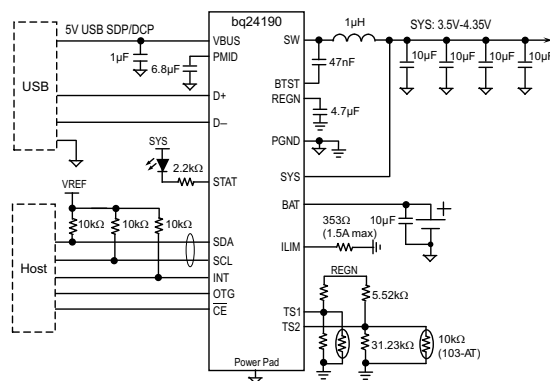 bq24190
5V USB SDP/DCP
VBUS
PMID
1μF
6.8μF
USB
D+
D–
SYS
2.2kΩ
STAT
VREF
10kΩ 10kΩ 10kΩ
Host
SDA
SCL
INT
OTG
CE
SW
1μH
SYS: 3.5V-4.35V
10μF 10μF 10μF 10μF
47nF
BTST
REGN
4.7μF
PGND
SYS
BAT
10μF
+
353Ω
(1.5A max)
ILIM
REGN
5.52kΩ
TS1
TS2
31.23kΩ
10kΩ
(103-AT)
Power Pad